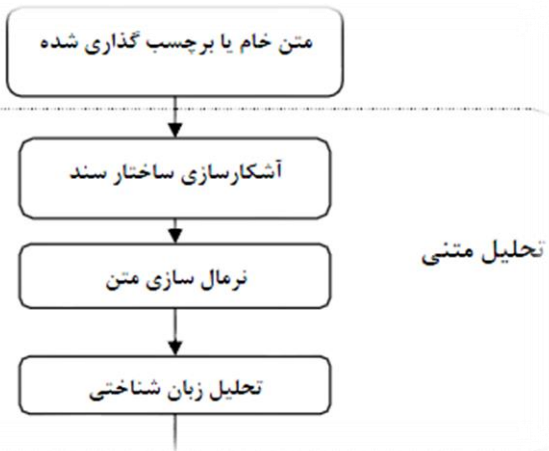 متن خام یا برچسب گذاری شده
آشکارسازی ساختار سند
تحلیل متنی
نرمال سازی متن
تحلیل زبان شناختی